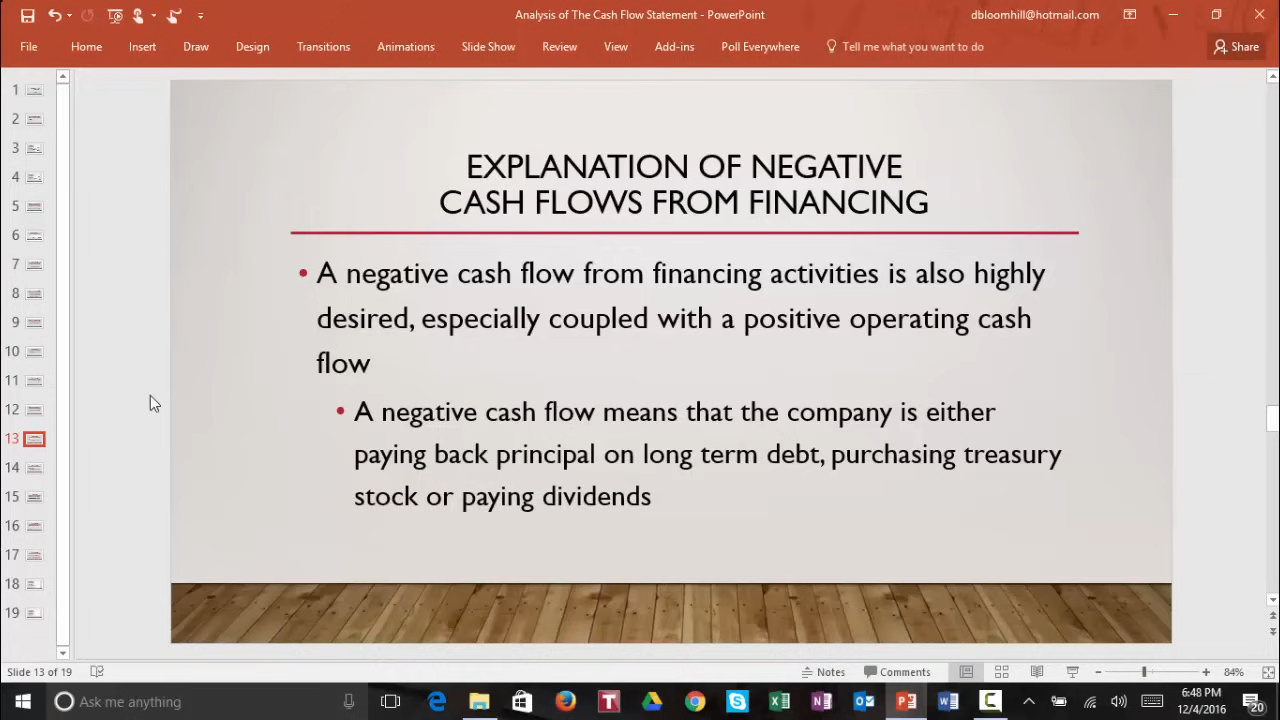 Analysis of The Cash Flow Statement - PowerPoint
dbloomhill@hotmail.com
File Home Insert Draw Design Transitions Animations Slide Show Review View Add-ins Poll Everywhere Tell me what you want to do Share
1
2
3
4
5
6
7
8
9
10
11
12
13
14
15
16
17
18
19
EXPLANATION OF NEGATIVE
CASH FLOWS FROM FINANCING
• A negative cash flow from financing activities is also highly
desired, especially coupled with a positive operating cash
flow
• A negative cash flow means that the company is either
paying back principal on long term debt, purchasing treasury
stock or paying dividends
Slide 13 of 19 Notes Comments 84%
Ask me anything
6:48 PM
12/4/2016
20